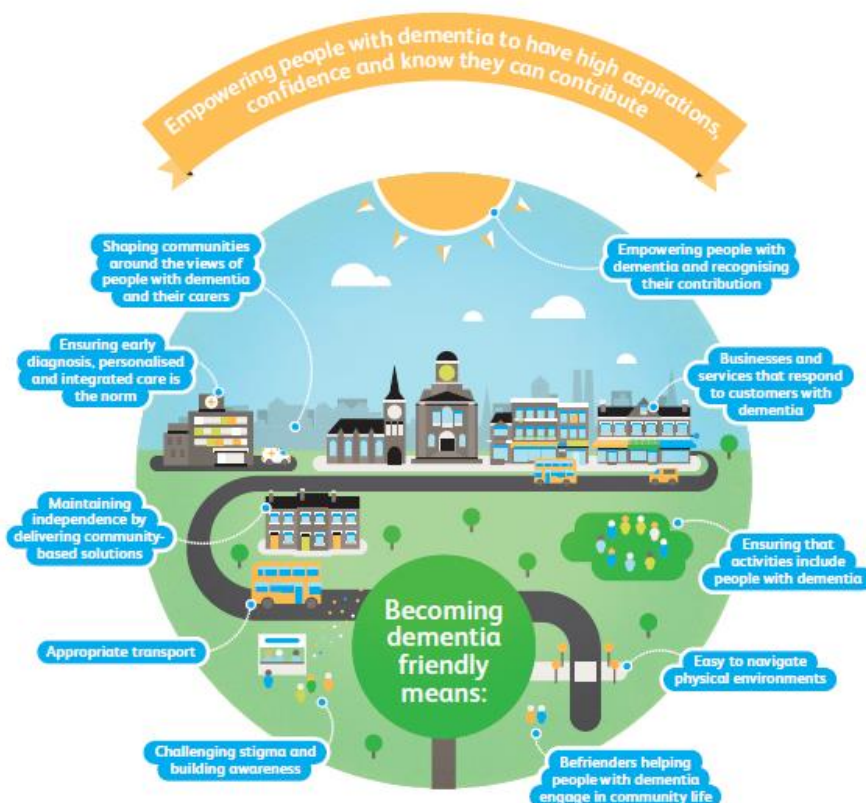 Empowering people with dementia to have high aspirations,
confidence and know they can contribute
Shaping communities
around the views of
people with dementia
and their carers
Empowering people with
dementia and recognising
their contribution
Ensuring early
diagnosis, personalised
and integrated care is
the norm
Businesses and
services that respond
to customers with
dementia
Maintaining
independence by
delivering community-
based solutions
Ensuring that
activities include
people with dementia
Becoming
dementia
friendly
means:
Appropriate transport
Easy to navigate
physical environments
Challenging stigma and
building awareness
Befrienders helping
people with dementia
engage in community life